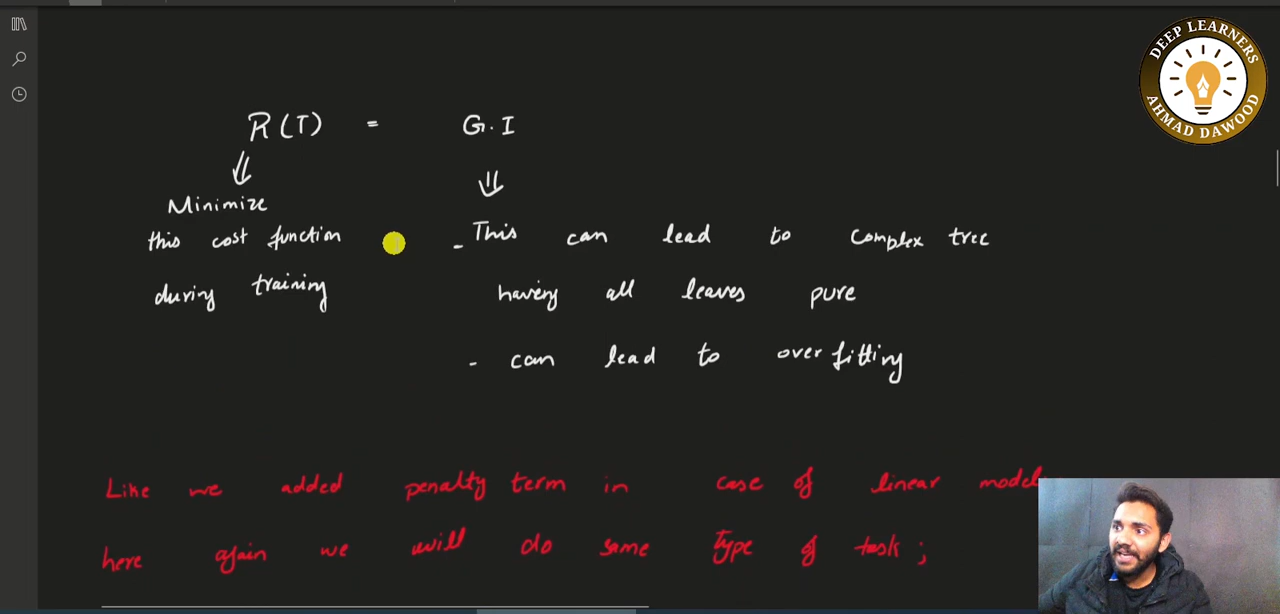 DEEP LEARNERS
AHMAD DAWOOD
R(T) = G.I
Minimize
this cost function
during training
- This can lead to complex tree
having all leaves pure
- can lead to over fitting
Like we added penalty term in case of linear model
here again we will do same type of task ;